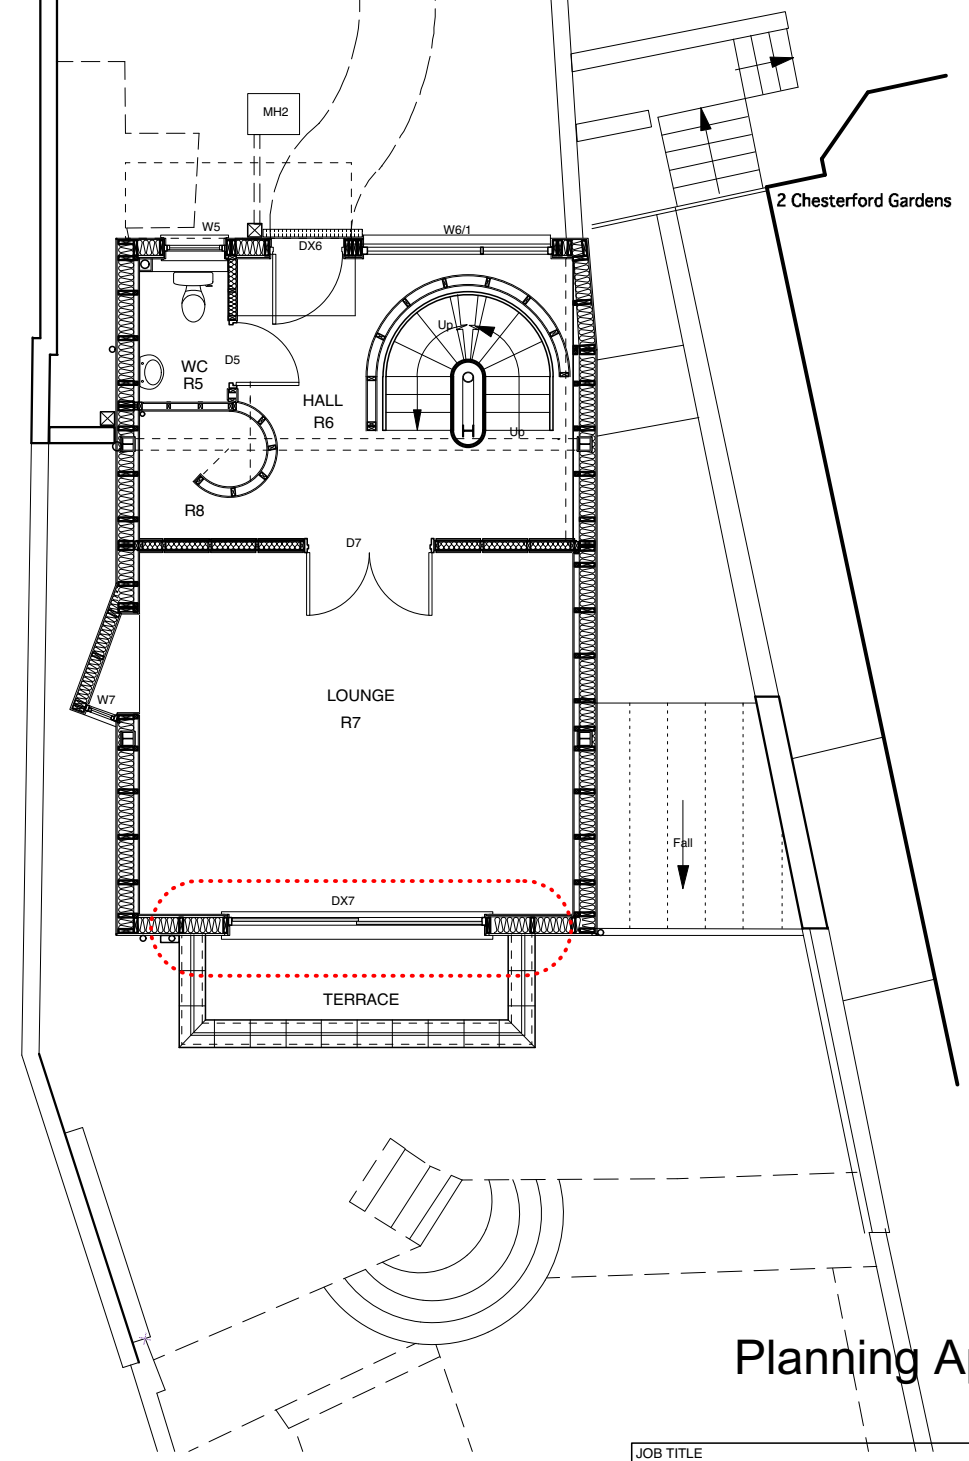 MH2
2 Chesterford Gardens
W5
W6/1
DX6
Up
D5
WC
R5
HALL
R6
Up
R8
D7
LOUNGE
R7
W7
Fall
DX7
TERRACE
Planning Ap
JOB TITLE